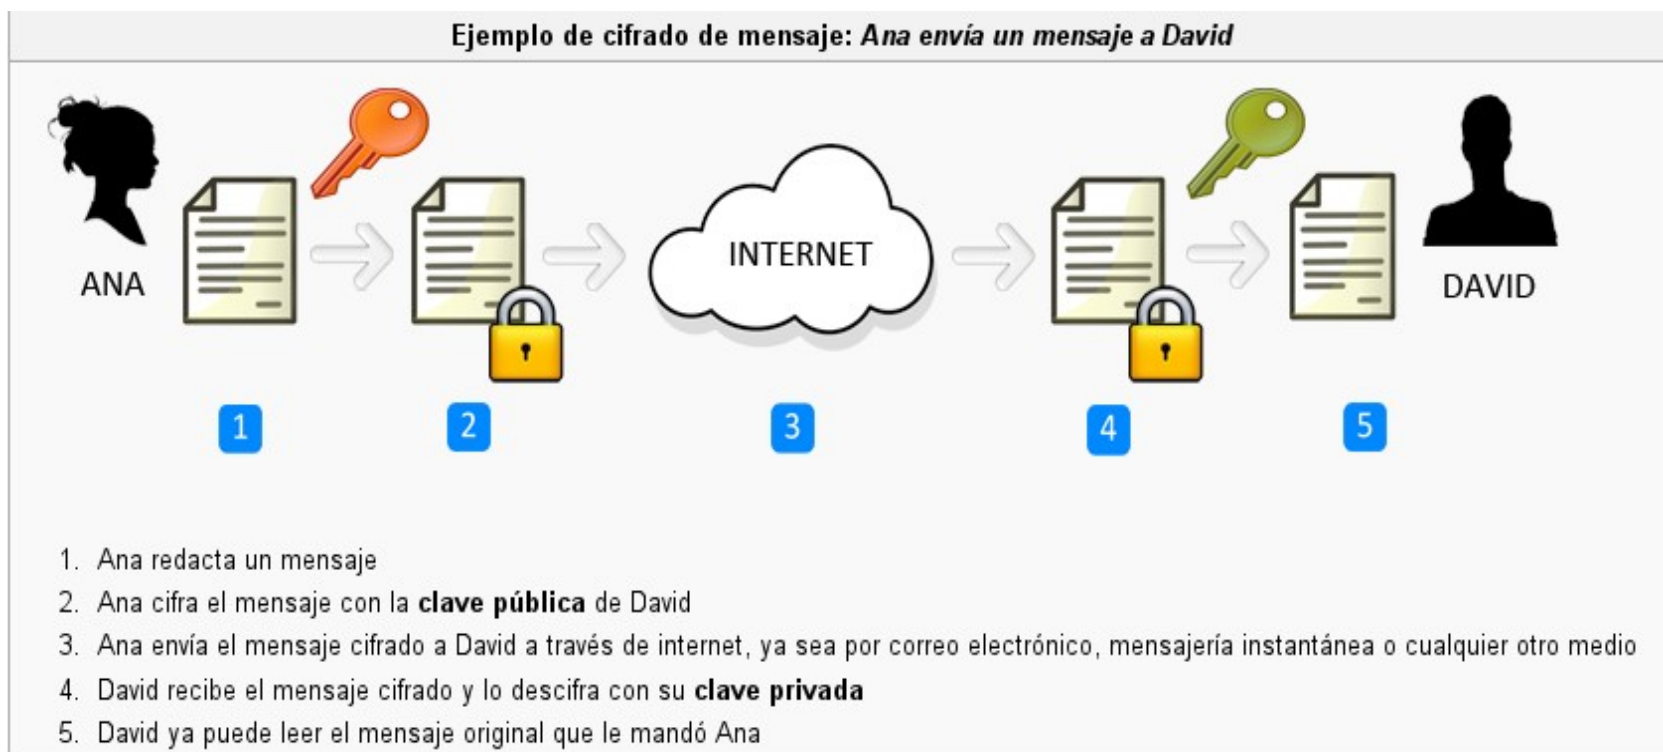 Ejemplo de cifrado de mensaje: Ana envía un mensaje a David
INTERNET
ANA
DAVID
1
2
3
4
5
1. Ana redacta un mensaje
2. Ana cifra el mensaje con la clave pública de David
3. Ana envía el mensaje cifrado a David a través de internet, ya sea por correo electrónico, mensajería instantánea o cualquier otro medio
4. David recibe el mensaje cifrado y lo descifra con su clave privada
5. David ya puede leer el mensaje original que le mandó Ana